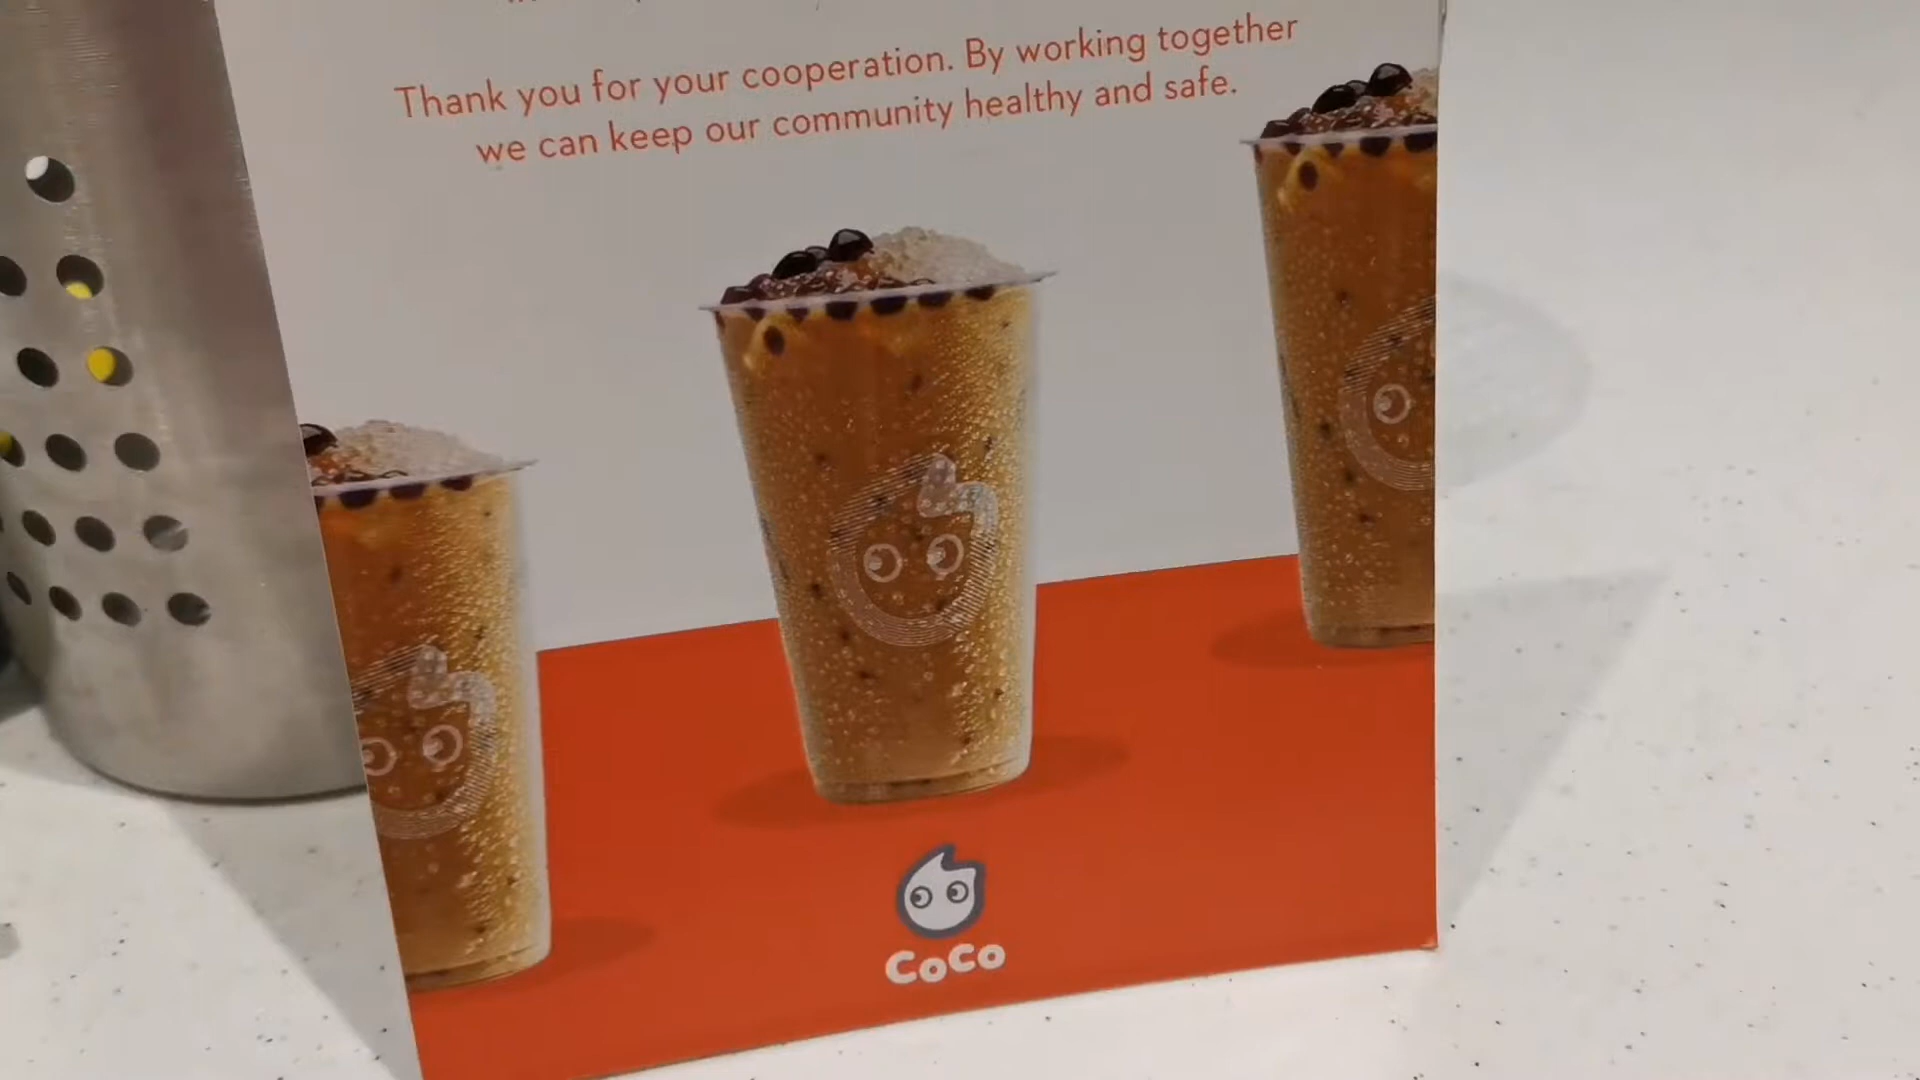 Thank you for your cooperation. By working together
we can keep our community healthy and safe.
CoCo